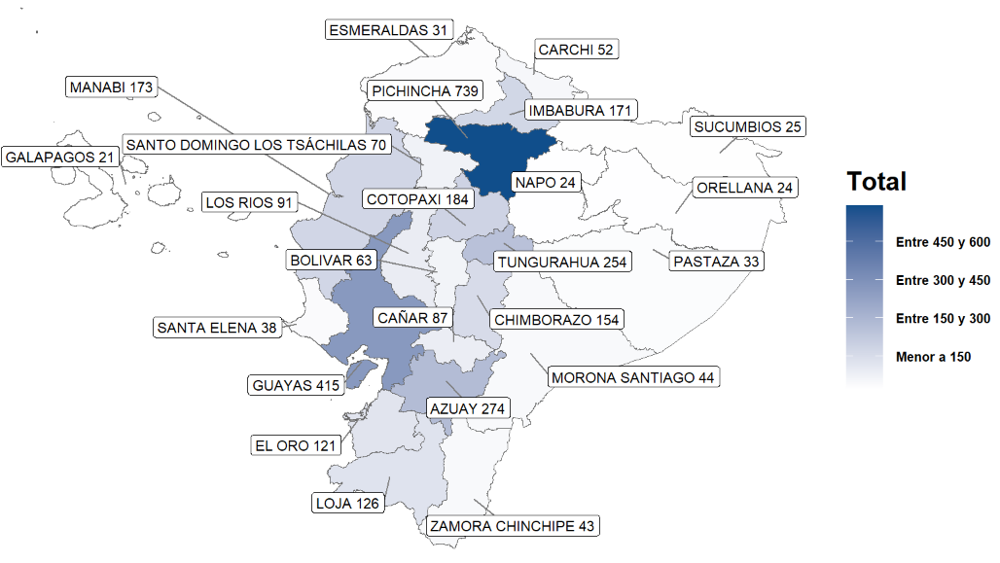 ESMERALDAS 31
CARCHI 52
MANABI 173
PICHINCHA 739
IMBABURA 171
SUCUMBIOS 25
SANTO DOMINGO LOS TSÁCHILAS 70
GALAPAGOS 21
NAPO 24
ORELLANA 24
LOS RIOS 91
COTOPAXI 184
BOLIVAR 63
TUNGURAHUA 254
PASTAZA 33
CAÑAR 87
CHIMBORAZO 154
SANTA ELENA 38
MORONA SANTIAGO 44
GUAYAS 415
AZUAY 274
EL ORO 121
LOJA 126
ZAMORA CHINCHIPE 43
Total
Entre 450 y 600
Entre 300 y 450
Entre 150 y 300
Menor a 150